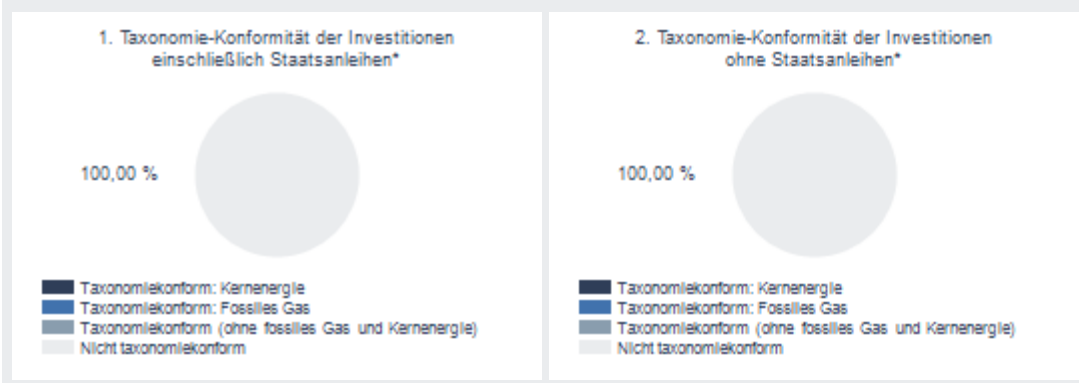 1. Taxonomie-Konformität der Investitionen
einschließlich Staatsanleihen*
100,00 %
Taxonomiekonform: Kernenergie
Taxonomiekonform: Fossiles Gas
Taxonomiekonform (ohne fossiles Gas und Kernenergie)
Nicht taxonomiekonform
2. Taxonomie-Konformität der Investitionen
ohne Staatsanleihen*
100,00 %
Taxonomiekonform: Kernenergie
Taxonomiekonform: Fossiles Gas
Taxonomiekonform (ohne fossiles Gas und Kernenergie)
Nicht taxonomiekonform